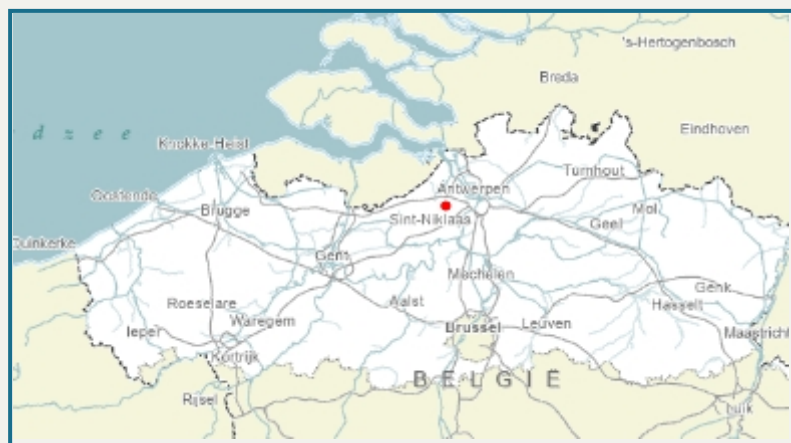 's-Hertogenbosch
Breda
d z e e
Eindhoven
Knokke-Heist
Turnhout
Antwerpen
Oostende
Brugge
Mol
Sint-Niklaas
Geel
Duinkerke
Gent
Mechelen
Genk
Roeselare
Aalst
Hasselt
Waregem
Brussel
Leuven
Ieper
Maastricht
Kortrijk
BELGIË
Rijsel
Luik